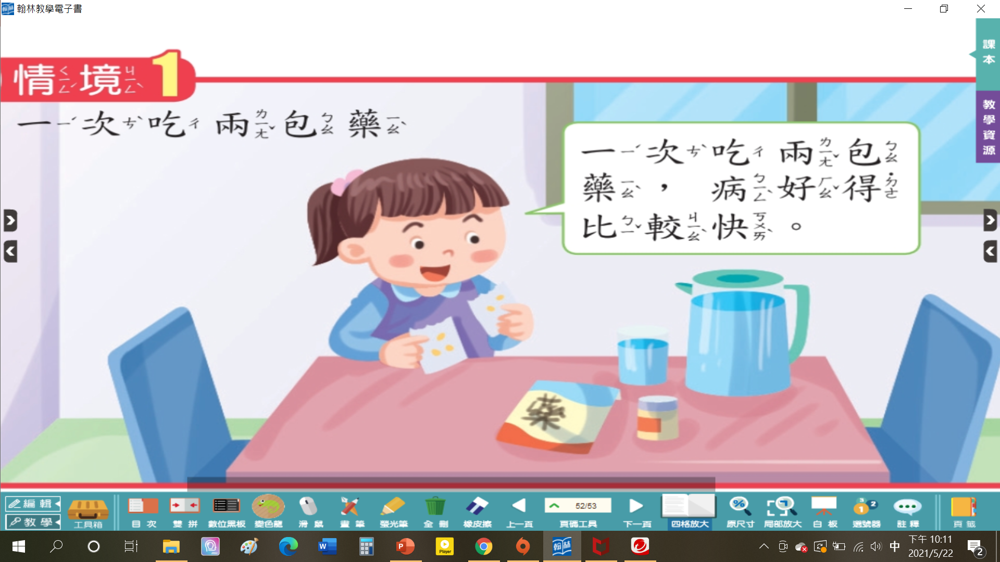 翰林教學電子書
課本
教學資源
情ㄑㄧㄥˊ境ㄐㄧㄥˋ1
一ㄧˊ次ㄘˋ吃ㄔ兩ㄌㄧㄤˇ包ㄅㄠ藥ㄧㄠˋ
一ㄧˊ次ㄘˋ吃ㄔ兩ㄌㄧㄤˇ包ㄅㄠ
藥ㄧㄠˋ，病ㄅㄧㄥˋ好ㄏㄠˇ得˙ㄉㄜ
比ㄅㄧˇ較ㄐㄧㄠˋ快ㄎㄨㄞˋ。
藥
編輯
教學
工具箱
目次
雙拼
數位黑板
變色龍
滑鼠
畫筆
螢光筆
全刪
橡皮擦
上一頁
52/53
頁碼工具
下一頁
四格放大
%
原尺寸
局部放大
白板
3 1 2
選號器
註釋
頁籤
W
P
Player
翰林
中
下午 10:11
2021/5/22
2